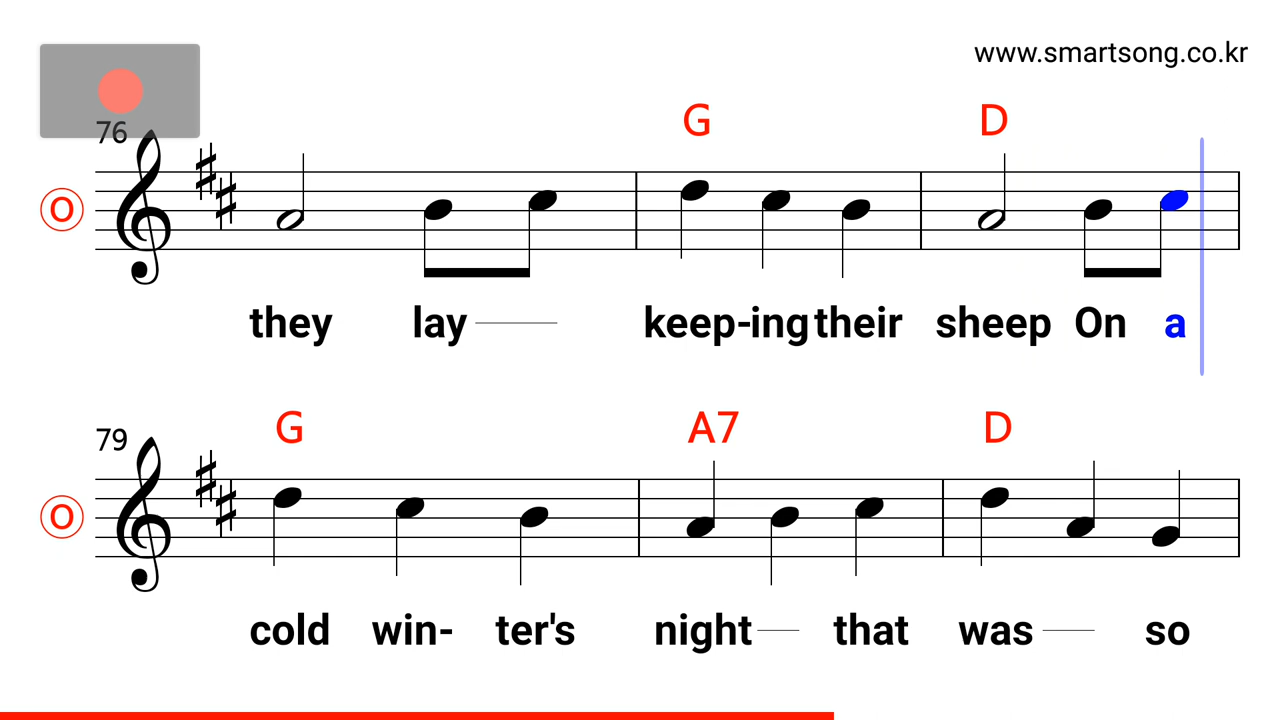 www.smartsong.co.kr
G D
76
O
they lay keep-ing their sheep On a
G A7 D
79
O
cold win- ter's night that was so